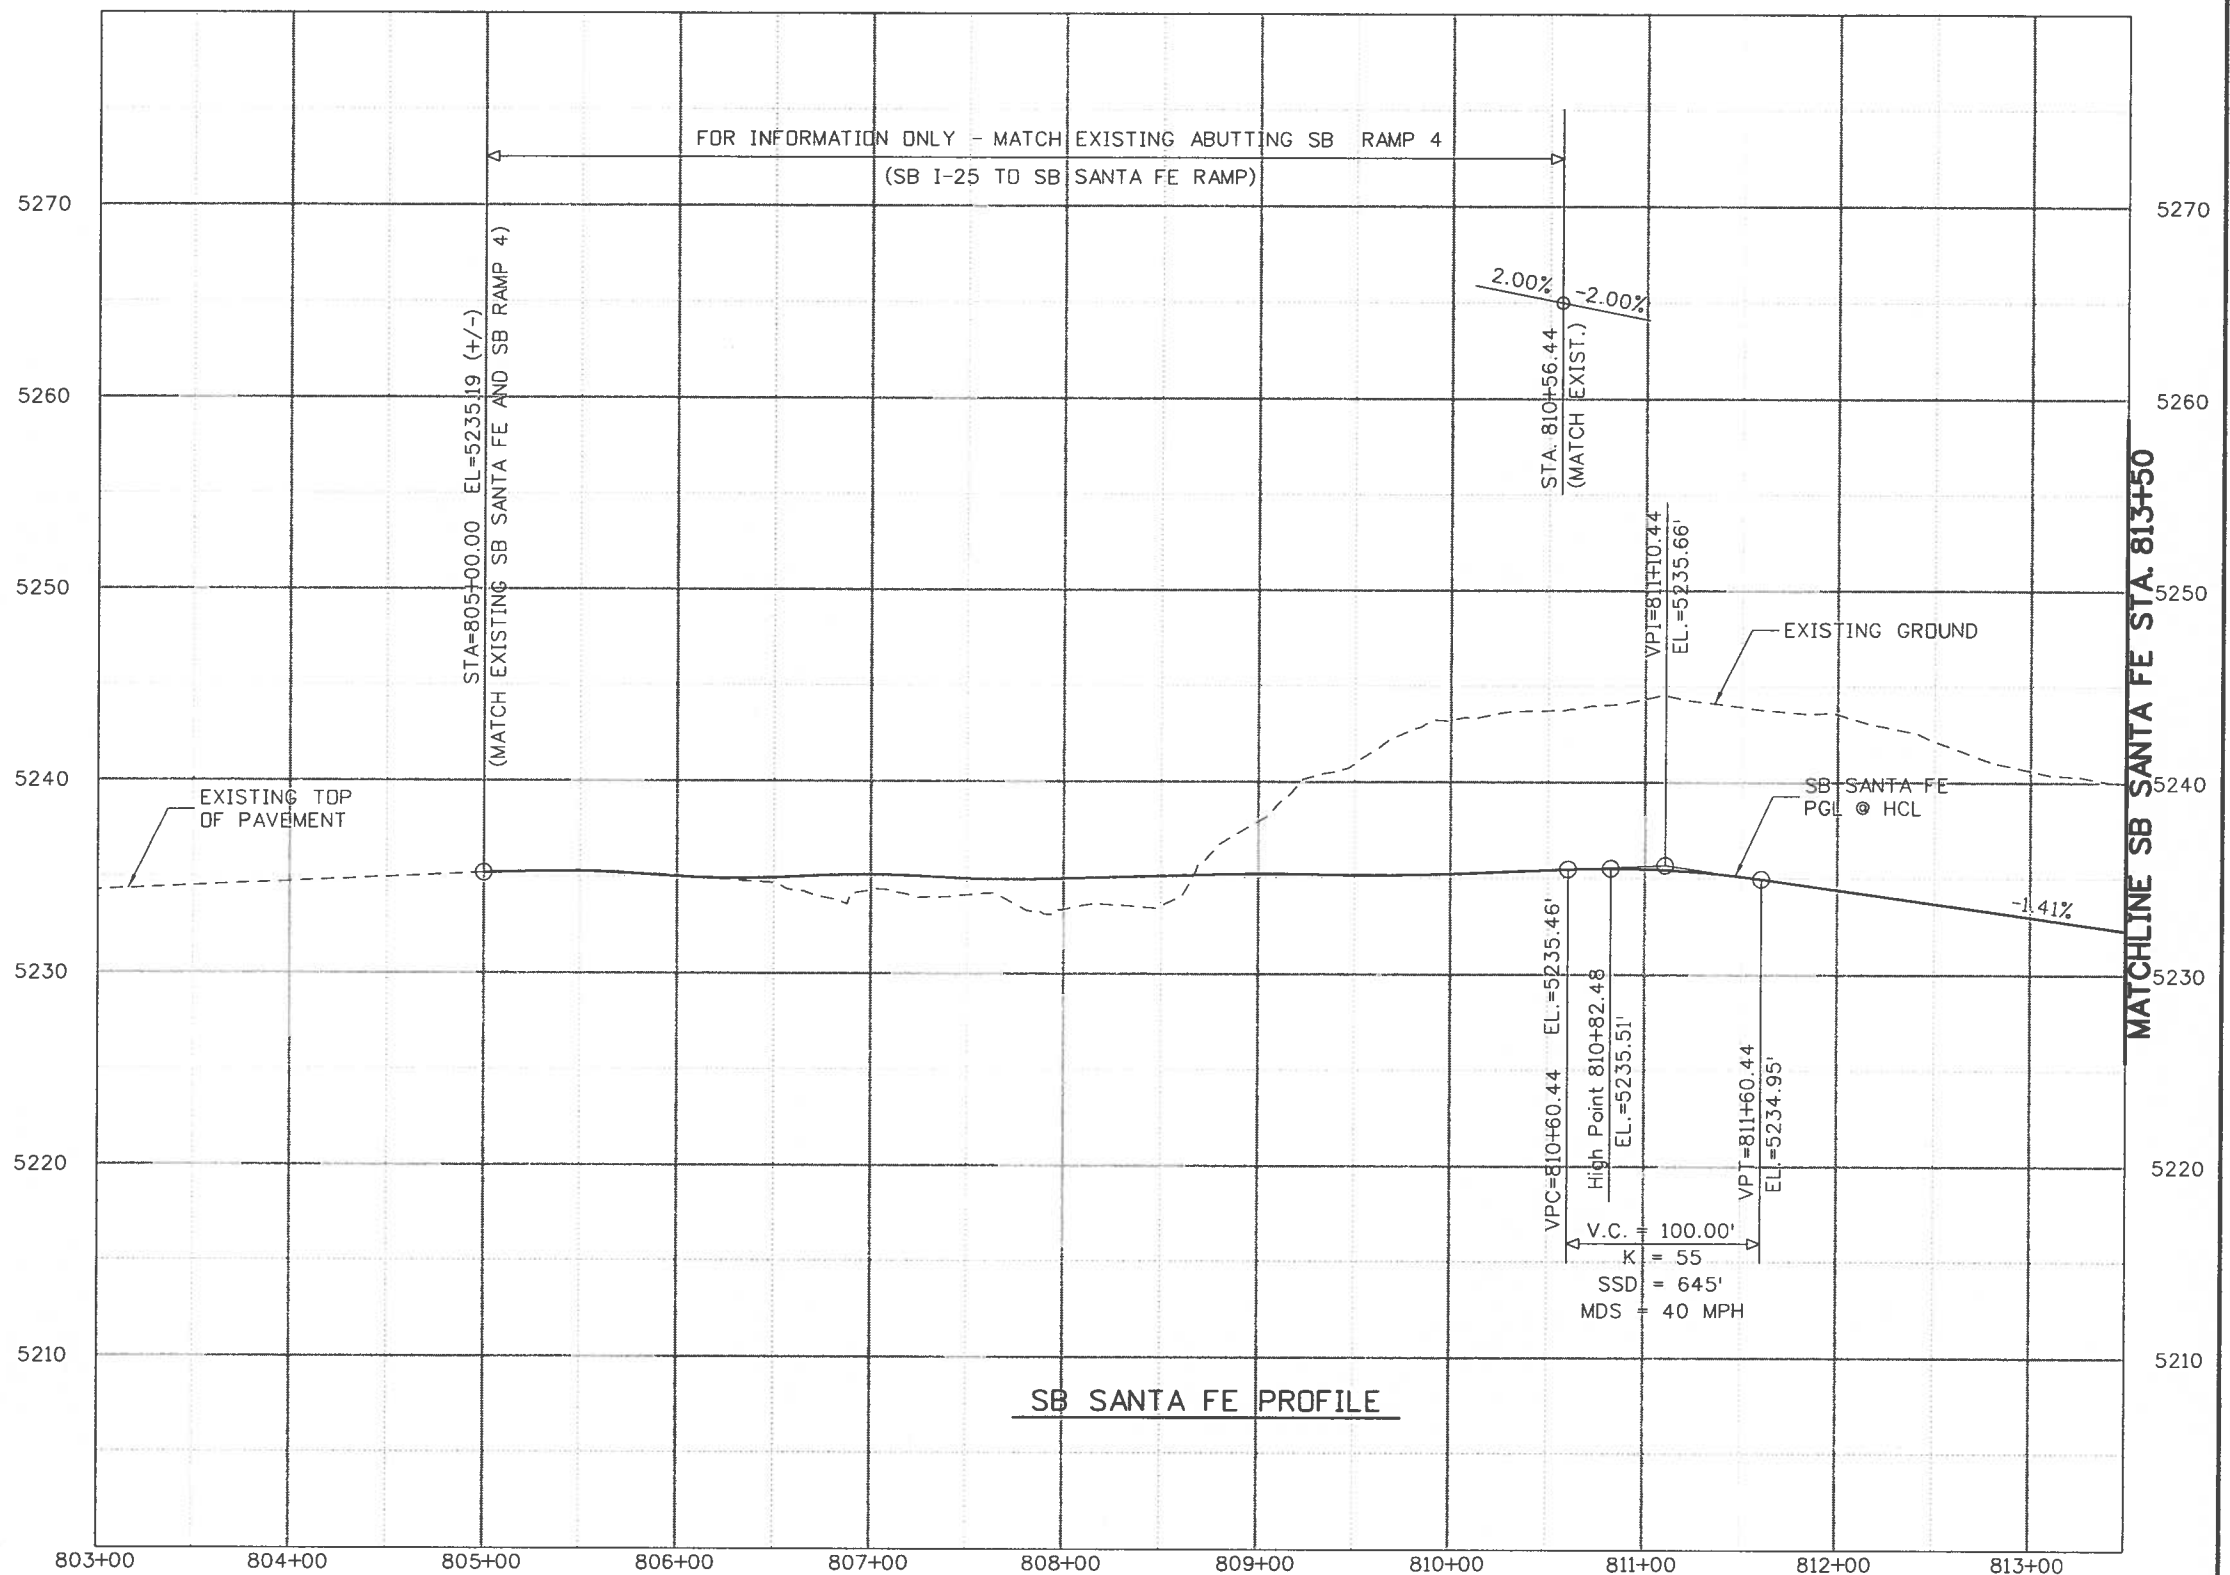 FOR INFORMATION ONLY - MATCH EXISTING ABUTTING SB RAMP 4
(SB I-25 TO SB SANTA FE RAMP)
5270
5260
5250
5240
5230
5220
5210
STA=805+00.00 EL=5235.19 (+/-)
(MATCH EXISTING SB SANTA FE AND SB RAMP 4)
2.00%
-2.00%
STA. 810+56.44
(MATCH EXIST.)
VPI=811+10.44
EL.=5235.66'
EXISTING GROUND
EXISTING TOP
OF PAVEMENT
SB SANTA FE
PGL @ HCL
-1.41%
VPC=810+60.44 EL.=5235.46'
High Point 810+82.48
EL.=5235.51'
VPT=811+60.44
EL.=5234.95'
V.C. = 100.00'
K = 55
SSD = 645'
MDS = 40 MPH
5270
5260
5250
5240
5230
5220
5210
MATCHLINE SB SANTA FE STA. 813+50
SB SANTA FE PROFILE
803+00
804+00
805+00
806+00
807+00
808+00
809+00
810+00
811+00
812+00
813+00